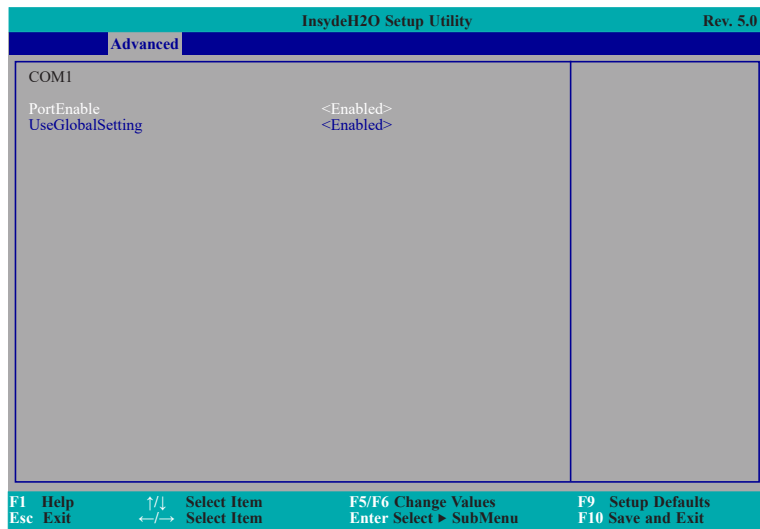 InsydeH2O Setup Utility Rev. 5.0
Advanced
COM1
PortEnable <Enabled>
UseGlobalSetting <Enabled>
F1 Help ↑/↓ Select Item F5/F6 Change Values F9 Setup Defaults
Esc Exit ←/→ Select Item Enter Select ▶ SubMenu F10 Save and Exit